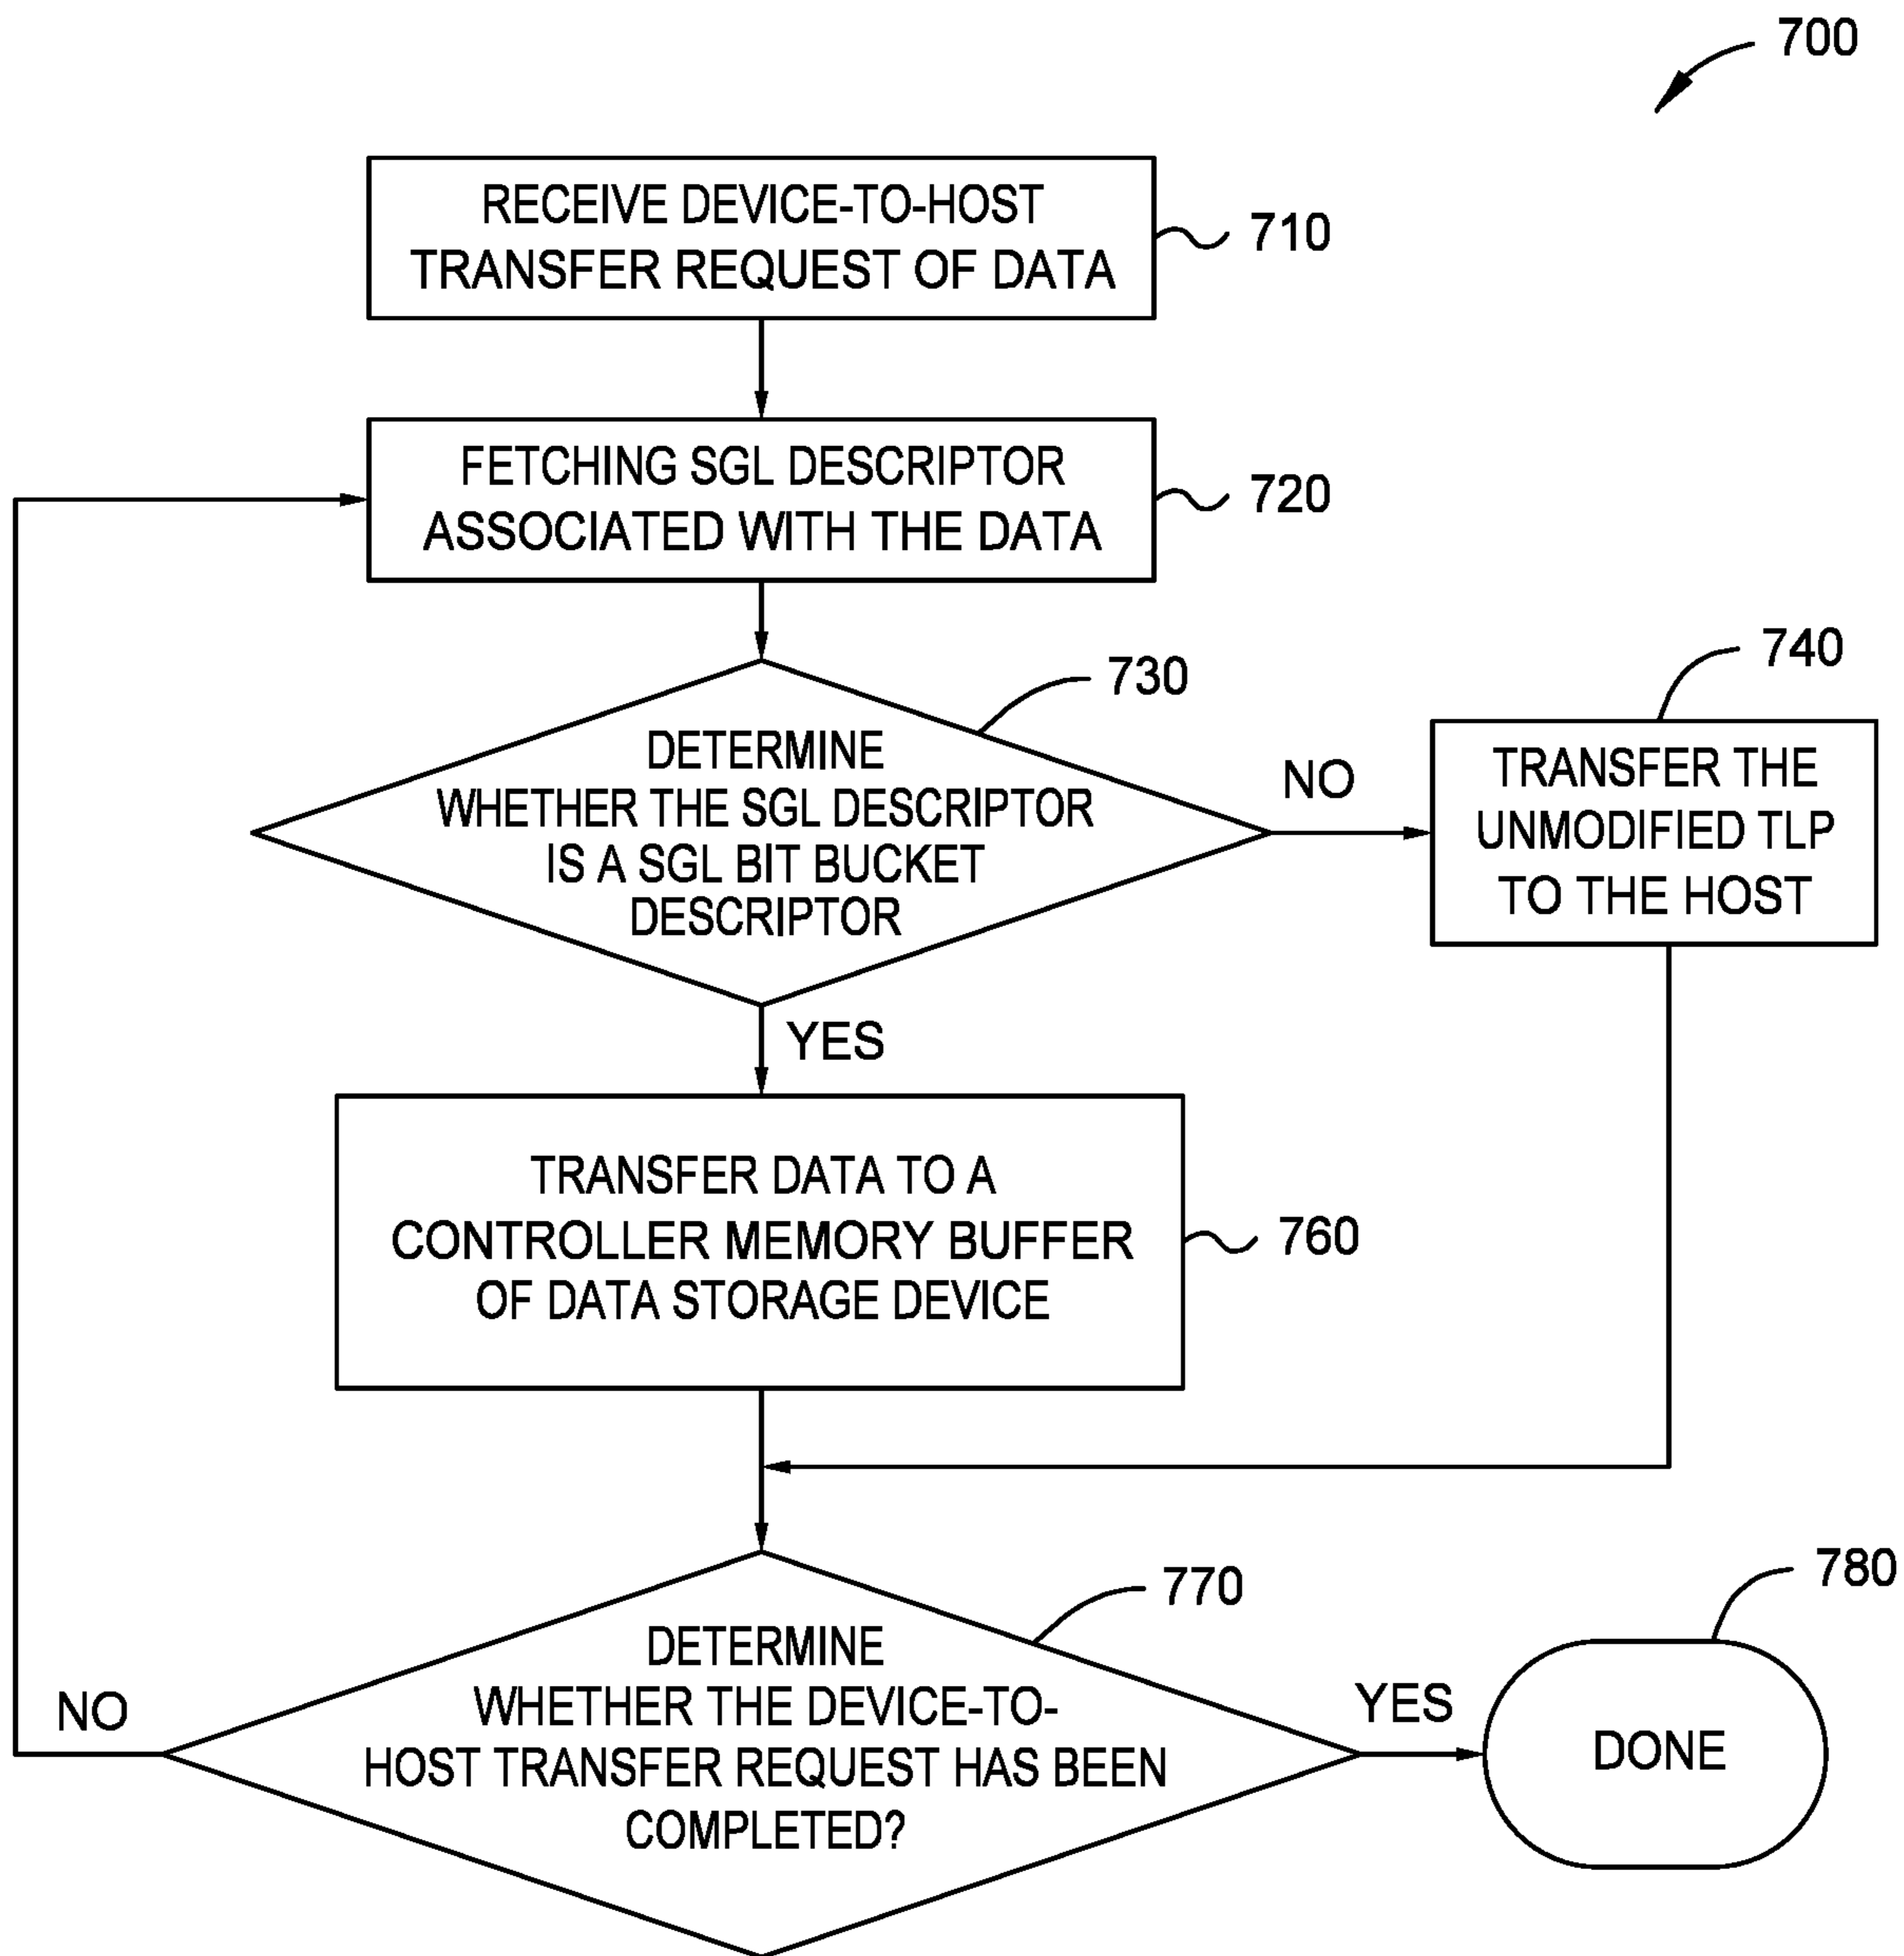 700
RECEIVE DEVICE-TO-HOST
TRANSFER REQUEST OF DATA
710
FETCHING SGL DESCRIPTOR
ASSOCIATED WITH THE DATA
720
730
DETERMINE
WHETHER THE SGL DESCRIPTOR
IS A SGL BIT BUCKET
DESCRIPTOR
NO
740
TRANSFER THE
UNMODIFIED TLP
TO THE HOST
YES
TRANSFER DATA TO A
CONTROLLER MEMORY BUFFER
OF DATA STORAGE DEVICE
760
770
DETERMINE
WHETHER THE DEVICE-TO-
HOST TRANSFER REQUEST HAS BEEN
COMPLETED?
NO
YES
780
DONE